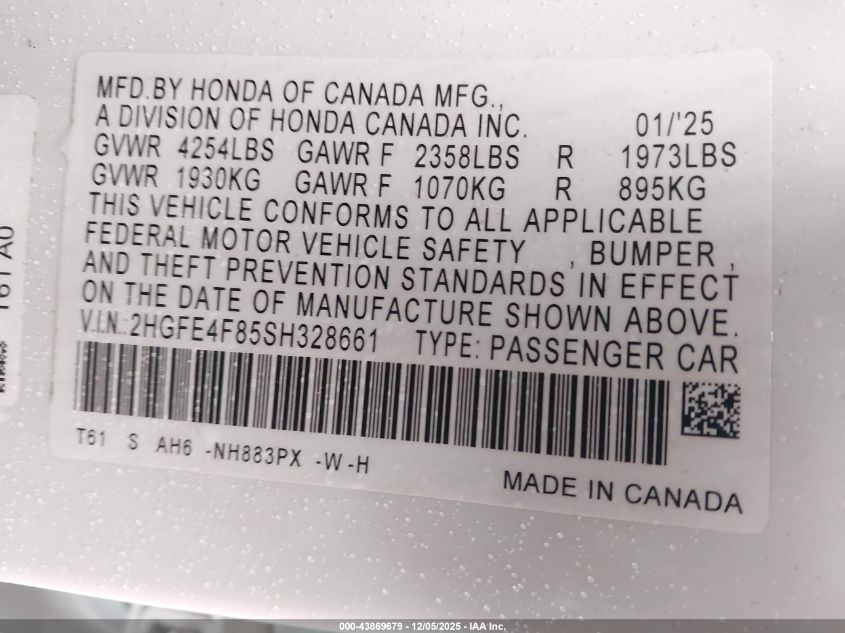 MFD.BY HONDA OF CANADA MFG.,
A DIVISION OF HONDA CANADA INC. 01/'25
GVWR 4254LBS GAWR F 2358LBS R 1973LBS
GVWR 1930KG GAWR F 1070KG R 895KG
THIS VEHICLE CONFORMS TO ALL APPLICABLE
FEDERAL MOTOR VEHICLE SAFETY , BUMPER ,
AND THEFT PREVENTION STANDARDS IN EFFECT
ON THE DATE OF MANUFACTURE SHOWN ABOVE.
V.I.N.:2HGFE4F85SH328661 TYPE: PASSENGER CAR
T61 S AH6 -NH883PX -W-H
MADE IN CANADA
T61 A0
000-43869679 - 12/05/2025 - IAA Inc.